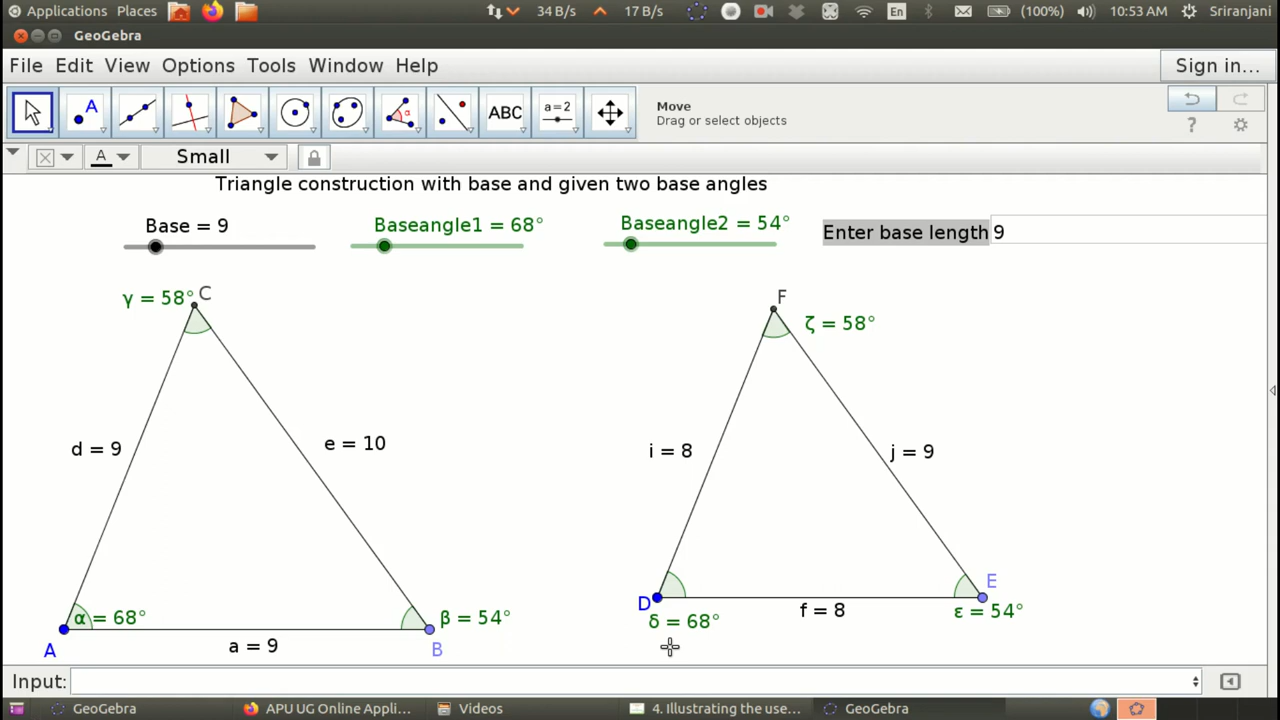 Applications Places 34 B/s 17 B/s En (100%) 10:53 AM Sriranjani
GeoGebra
File Edit View Options Tools Window Help Sign in...
A ABC a=2 Move
Drag or select objects
A Small
Triangle construction with base and given two base angles
Base = 9 Baseangle1 = 68° Baseangle2 = 54° Enter base length 9
γ = 58° C F
ζ = 58°
d = 9 e = 10 i = 8 j = 9
α = 68° β = 54° D E
δ = 68° f = 8 ε = 54°
A a = 9 B
Input:
GeoGebra APU UG Online Appli... Videos 4. Illustrating the use... GeoGebra